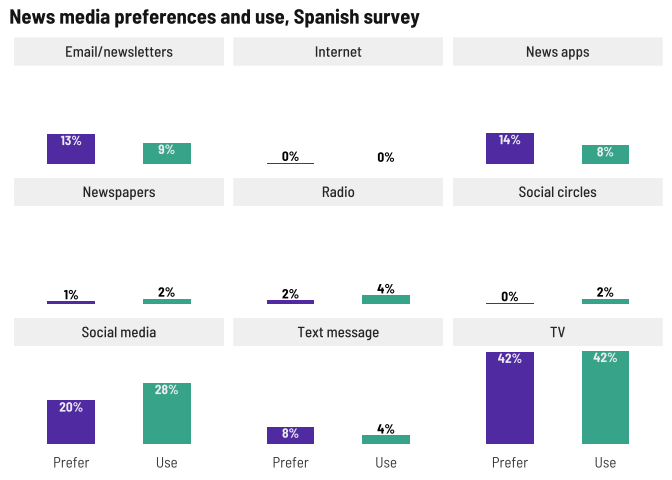 News media preferences and use, Spanish survey
Email/newsletters Internet News apps
13% 9% 0% 0% 14% 8%
Newspapers Radio Social circles
1% 2% 2% 4% 0% 2%
Social media Text message TV
20% 28% 8% 4% 42% 42%
Prefer Use Prefer Use Prefer Use